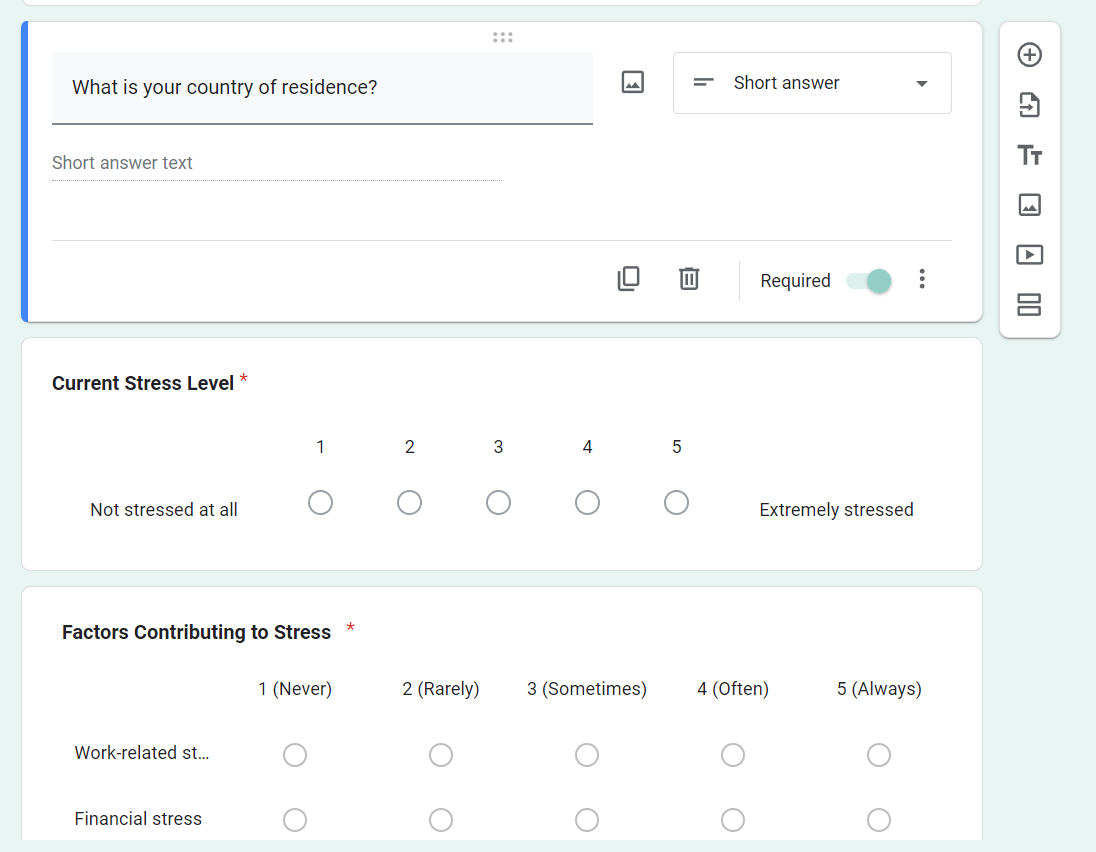 What is your country of residence?
Short answer
Short answer text
Required
Current Stress Level *
1 2 3 4 5
Not stressed at all Extremely stressed
Factors Contributing to Stress *
1 (Never) 2 (Rarely) 3 (Sometimes) 4 (Often) 5 (Always)
Work-related st...
Financial stress